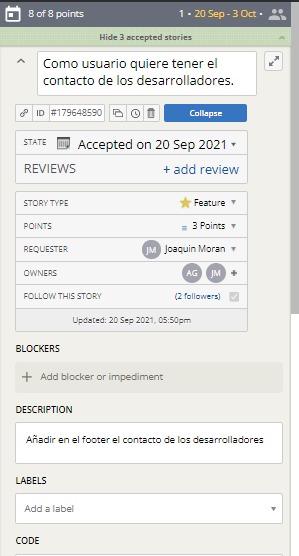 8 of 8 points 1 • 20 Sep - 3 Oct •
Hide 3 accepted stories
Como usuario quiere tener el
contacto de los desarrolladores.
ID #179648590 Collapse
STATE Accepted on 20 Sep 2021
REVIEWS + add review
STORY TYPE Feature
POINTS 3 Points
REQUESTER JM Joaquin Moran
OWNERS AG JM +
FOLLOW THIS STORY (2 followers)
Updated: 20 Sep 2021, 05:50pm
BLOCKERS
+ Add blocker or impediment
DESCRIPTION
Añadir en el footer el contacto de los desarrolladores
LABELS
Add a label
CODE